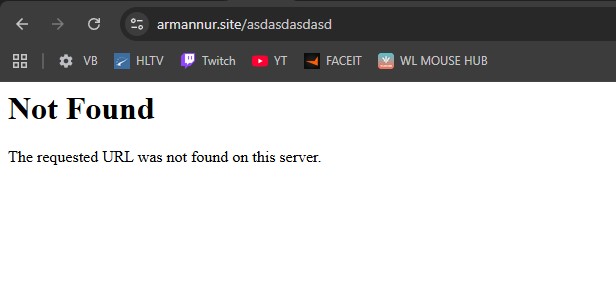 armannur.site/asdasdasdasd
VB HLTV Twitch YT FACEIT WL MOUSE HUB
Not Found
The requested URL was not found on this server.